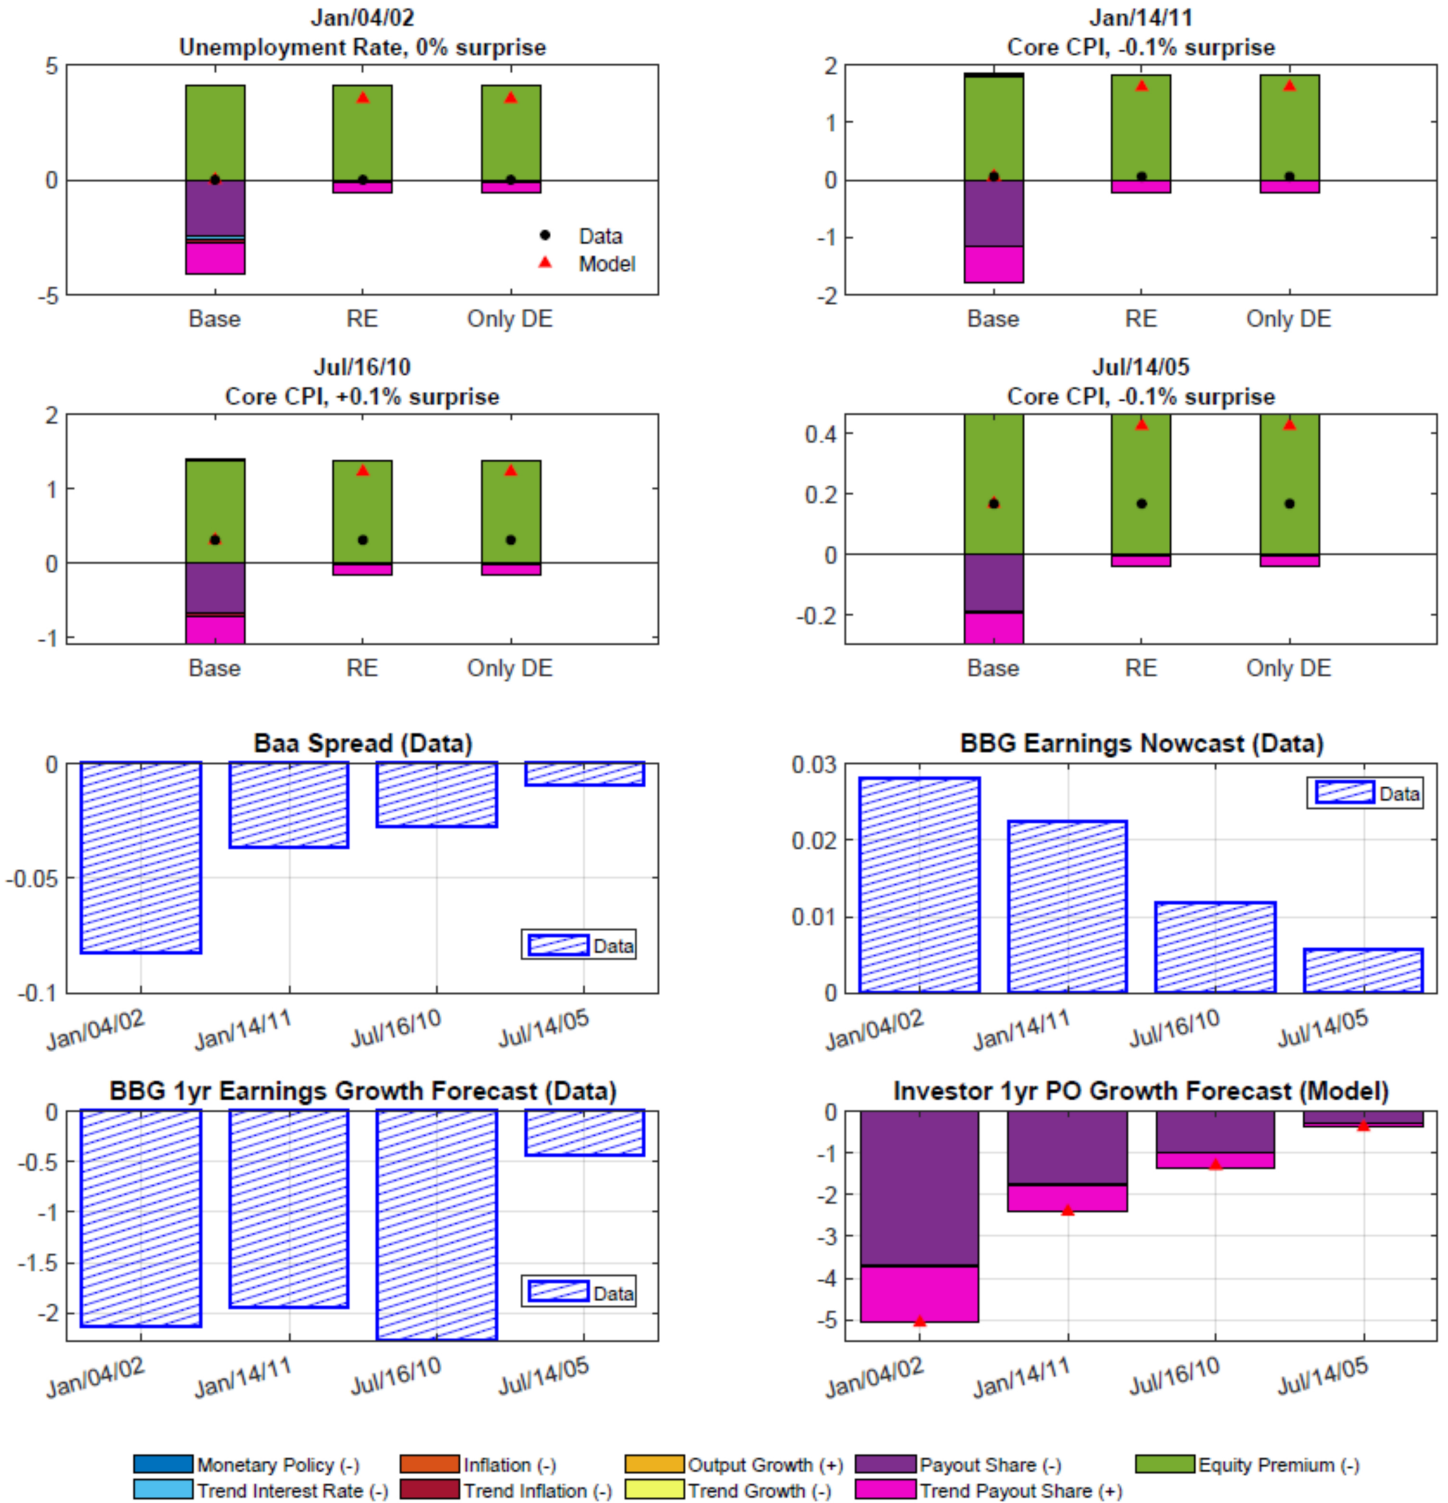 Jan/04/02
Unemployment Rate, 0% surprise
5
0
-5
Base RE Only DE
Data
Model
Jan/14/11
Core CPI, -0.1% surprise
2
1
0
-1
-2
Base RE Only DE
Jul/16/10
Core CPI, +0.1% surprise
2
1
0
-1
Base RE Only DE
Jul/14/05
Core CPI, -0.1% surprise
0.4
0.2
0
-0.2
Base RE Only DE
Baa Spread (Data)
0
-0.05
-0.1
Data
Jan/04/02 Jan/14/11 Jul/16/10 Jul/14/05
BBG Earnings Nowcast (Data)
0.03
0.02
0.01
0
Data
Jan/04/02 Jan/14/11 Jul/16/10 Jul/14/05
BBG 1yr Earnings Growth Forecast (Data)
0
-0.5
-1
-1.5
-2
Data
Jan/04/02 Jan/14/11 Jul/16/10 Jul/14/05
Investor 1yr PO Growth Forecast (Model)
0
-1
-2
-3
-4
-5
Jan/04/02 Jan/14/11 Jul/16/10 Jul/14/05
Monetary Policy (-) Inflation (-) Output Growth (+) Payout Share (-) Equity Premium (-)
Trend Interest Rate (-) Trend Inflation (-) Trend Growth (-) Trend Payout Share (+)